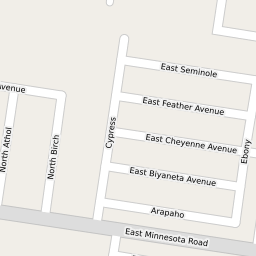 East Seminole
Avenue
East Feather Avenue
Cypress
North Athol
North Birch
East Cheyenne Avenue
Ebony
East Biyaneta Avenue
Arapaho
East Minnesota Road